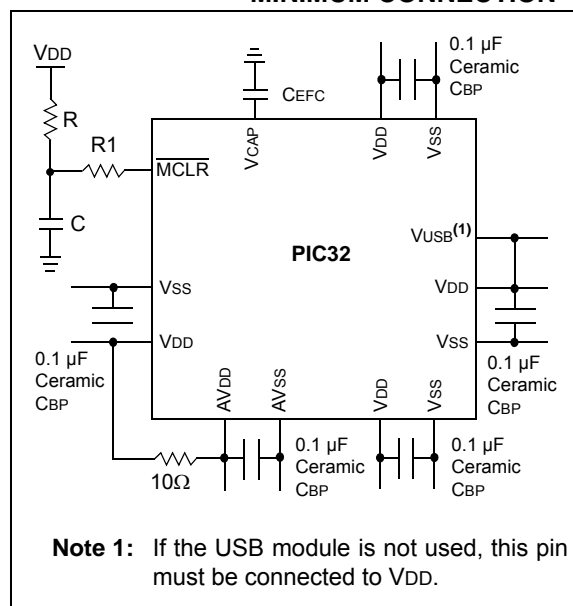 MINIMUM CONNECTION
VDD
R
R1
C
CEFC
0.1 µF
Ceramic
CBP
MCLR
VCAP
VDD
VSS
PIC32
VUSB(1)
VDD
VSS
0.1 µF
Ceramic
CBP
VSS
VDD
0.1 µF
Ceramic
CBP
10Ω
AVDD
AVSS
0.1 µF
Ceramic
CBP
VDD
VSS
0.1 µF
Ceramic
CBP
Note 1: If the USB module is not used, this pin
must be connected to VDD.